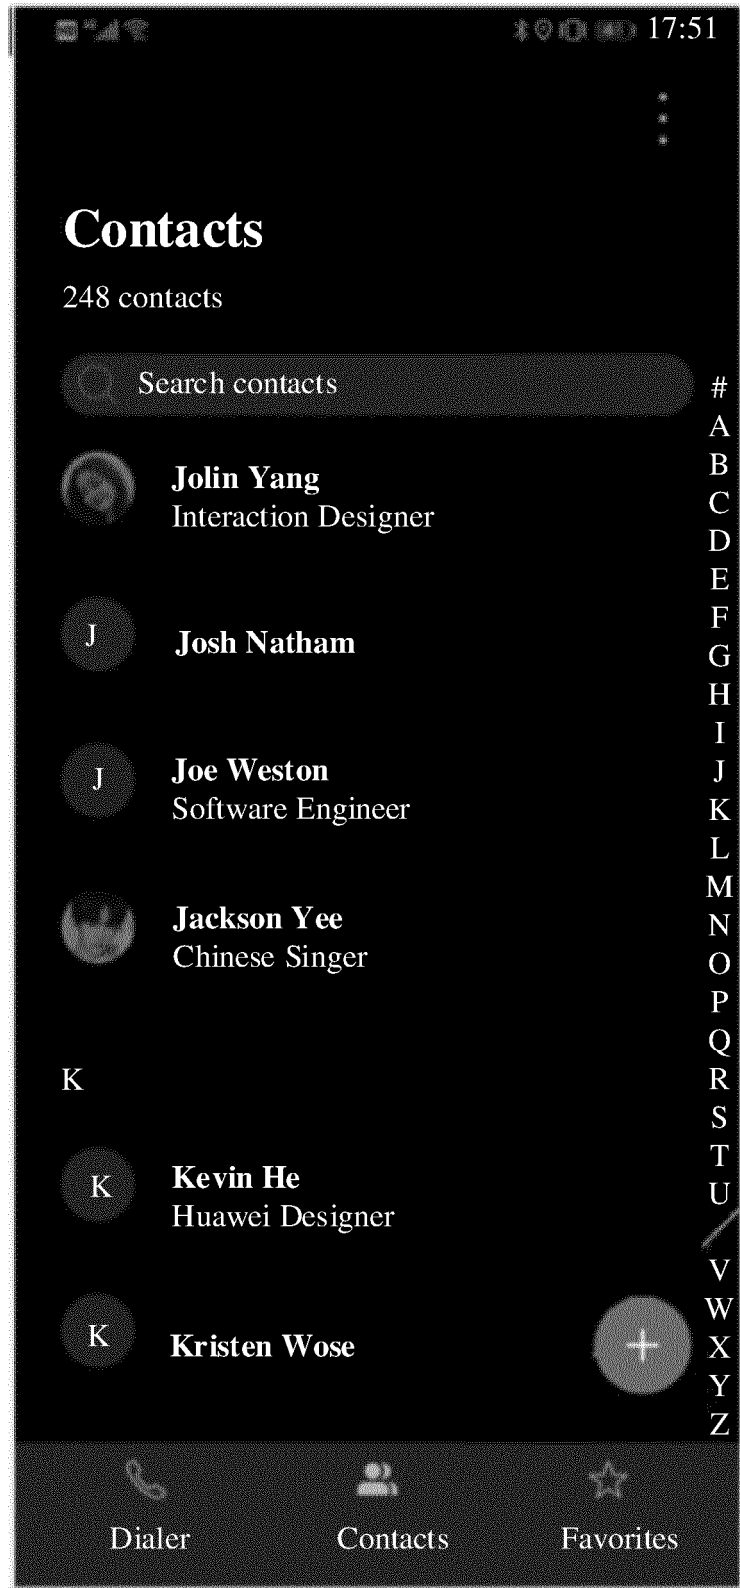 17:51
Contacts
248 contacts
Search contacts
#
A
B
C
D
E
F
G
H
I
J
K
L
M
N
O
P
Q
R
S
T
U
V
W
X
Y
Z
Jolin Yang
Interaction Designer
J
Josh Natham
J
Joe Weston
Software Engineer
Jackson Yee
Chinese Singer
K
K
Kevin He
Huawei Designer
K
Kristen Wose
+
Dialer
Contacts
Favorites